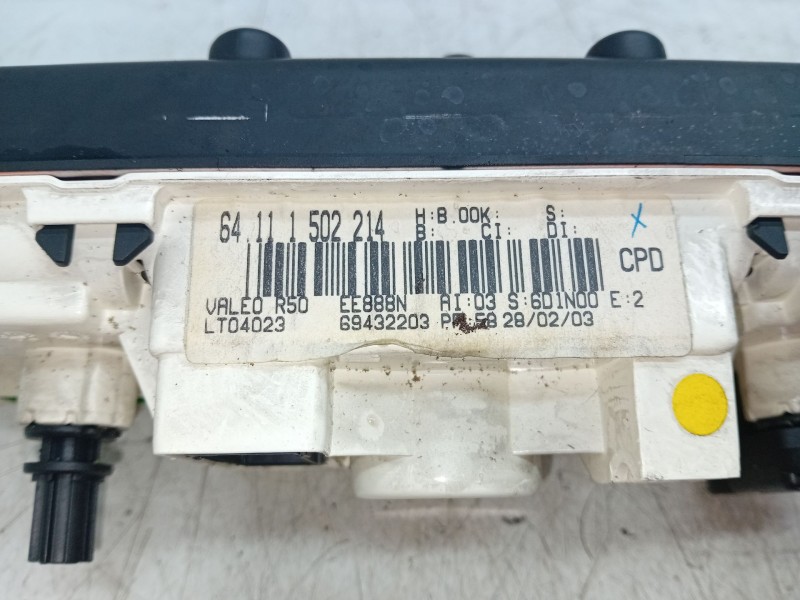 64.11 1 502 214 H:B.00K: S:
B: CI: DI:
CPD
VALEO R50 EE888N AI:03 S:6D1N00 E:2
LT04023 69432203 28/02/03